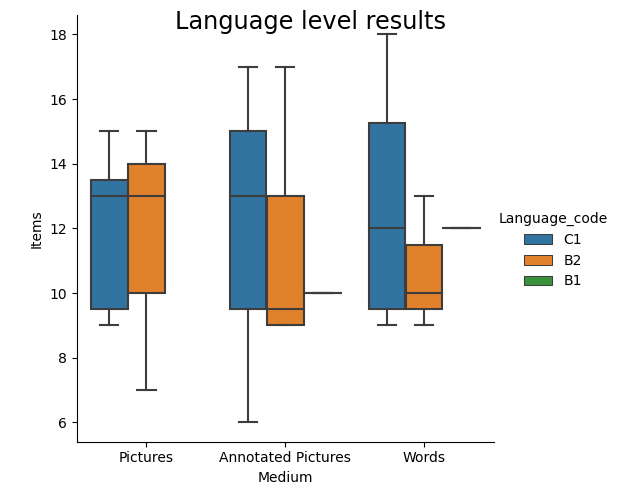 Language level results
18
16
14
12
10
8
6
Items
Pictures
Annotated Pictures
Words
Medium
Language_code
C1
B2
B1